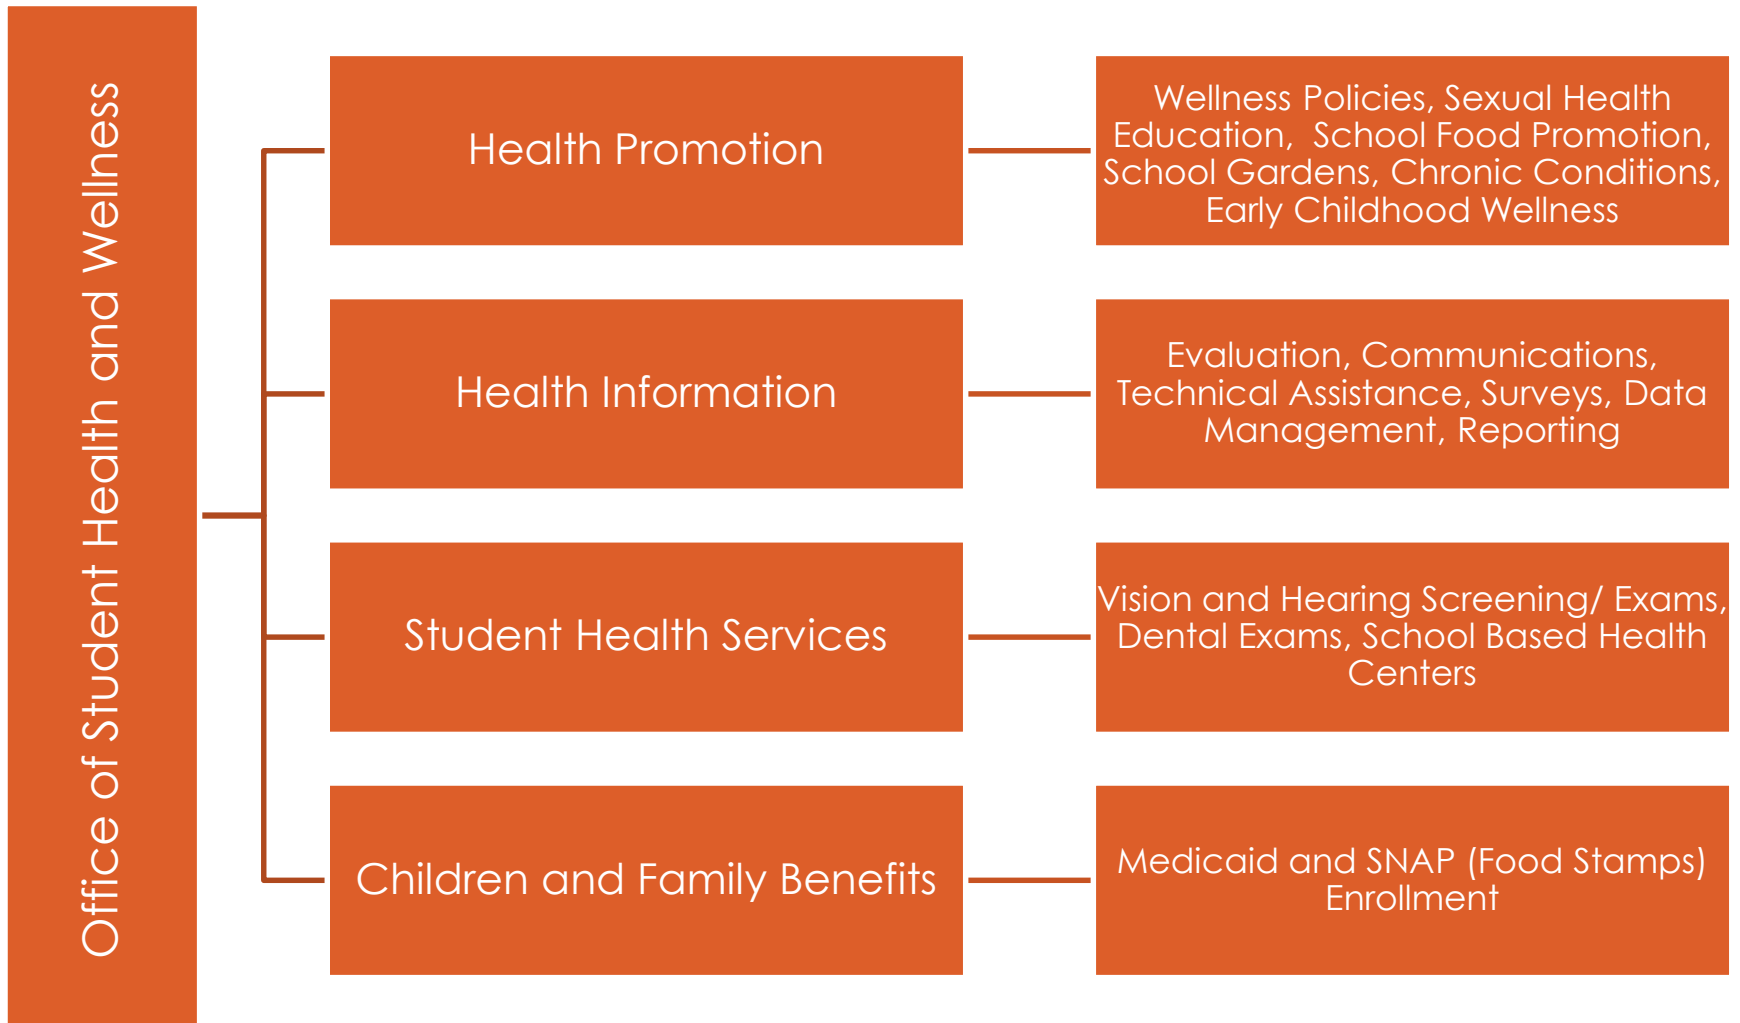 Office of Student Health and Wellness
Health Promotion
Wellness Policies, Sexual Health
Education,  School Food Promotion,
School Gardens, Chronic Conditions,
Early Childhood Wellness
Health Information
Evaluation, Communications,
Technical Assistance, Surveys, Data
Management, Reporting
Student Health Services
Vision and Hearing Screening/ Exams,
Dental Exams, School Based Health
Centers
Children and Family Benefits
Medicaid and SNAP (Food Stamps)
Enrollment